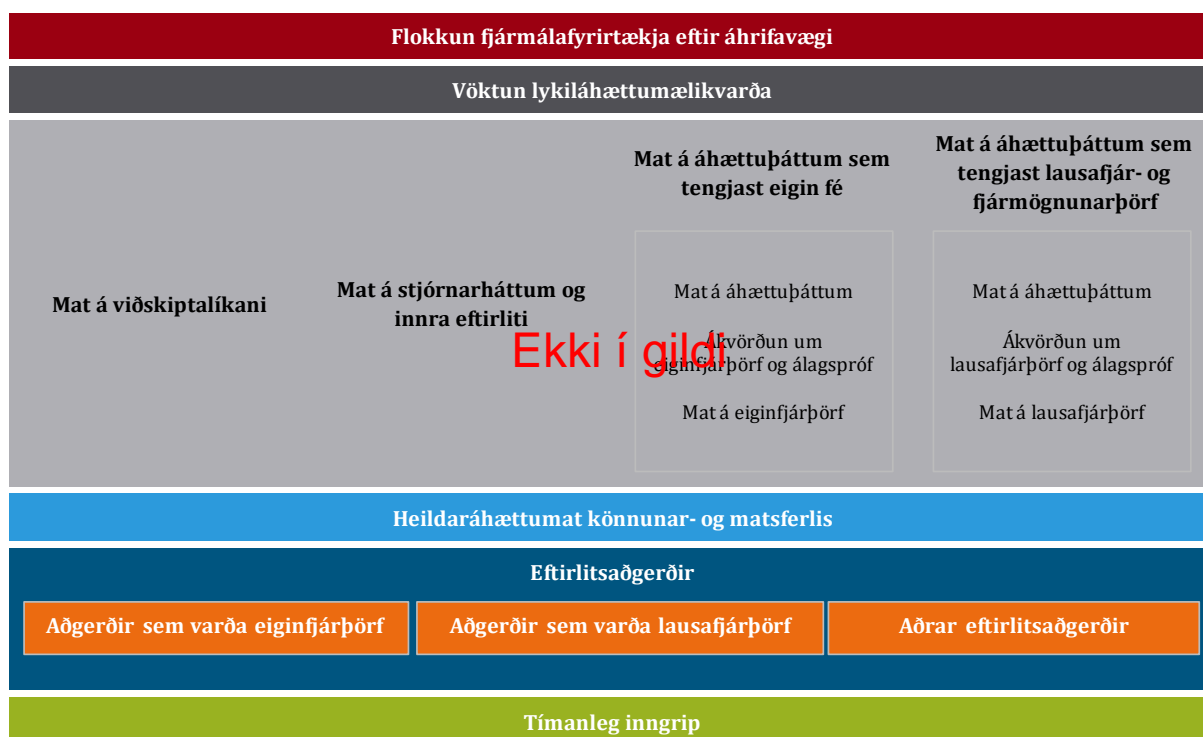 Flokkun fjármálafyrirtækja eftir áhrifavægi
Vöktun lykiláhættumælikvarða
Mat á viðskiptalíkani
Mat á stjórnarháttum og
innra eftirliti
Mat á áhættuþáttum sem
tengjast eigin fé
Mat á áhættuþáttum
Ákvörðun um
eiginfjárþörf og álagspróf
Mat á eiginfjárþörf
Mat á áhættuþáttum sem
tengjast lausafjár- og
fjármögnunarþörf
Mat á áhættuþáttum
Ákvörðun um
lausafjárþörf og álagspróf
Mat á lausafjárþörf
Ekki í gildi
Heildaráhættumat könnunar- og matsferlis
Eftirlitsaðgerðir
Aðgerðir sem varða eiginfjárþörf
Aðgerðir sem varða lausafjárþörf
Aðrar eftirlitsaðgerðir
Tímanleg inngrip